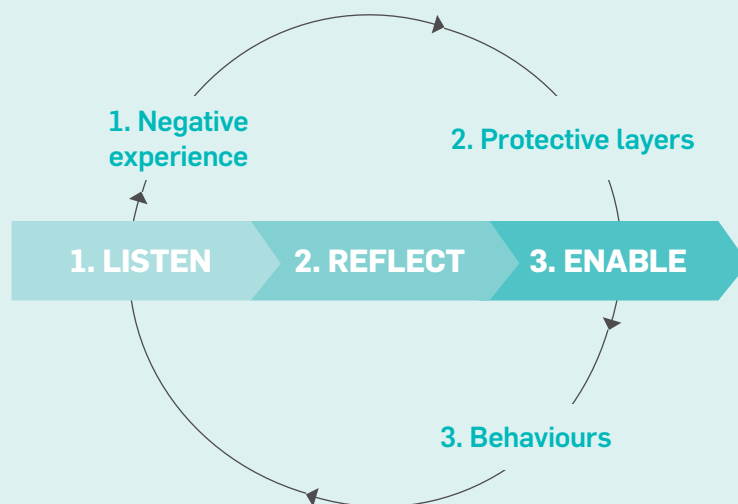 1. Negative
experience
2. Protective layers
1. LISTEN
2. REFLECT
3. ENABLE
3. Behaviours